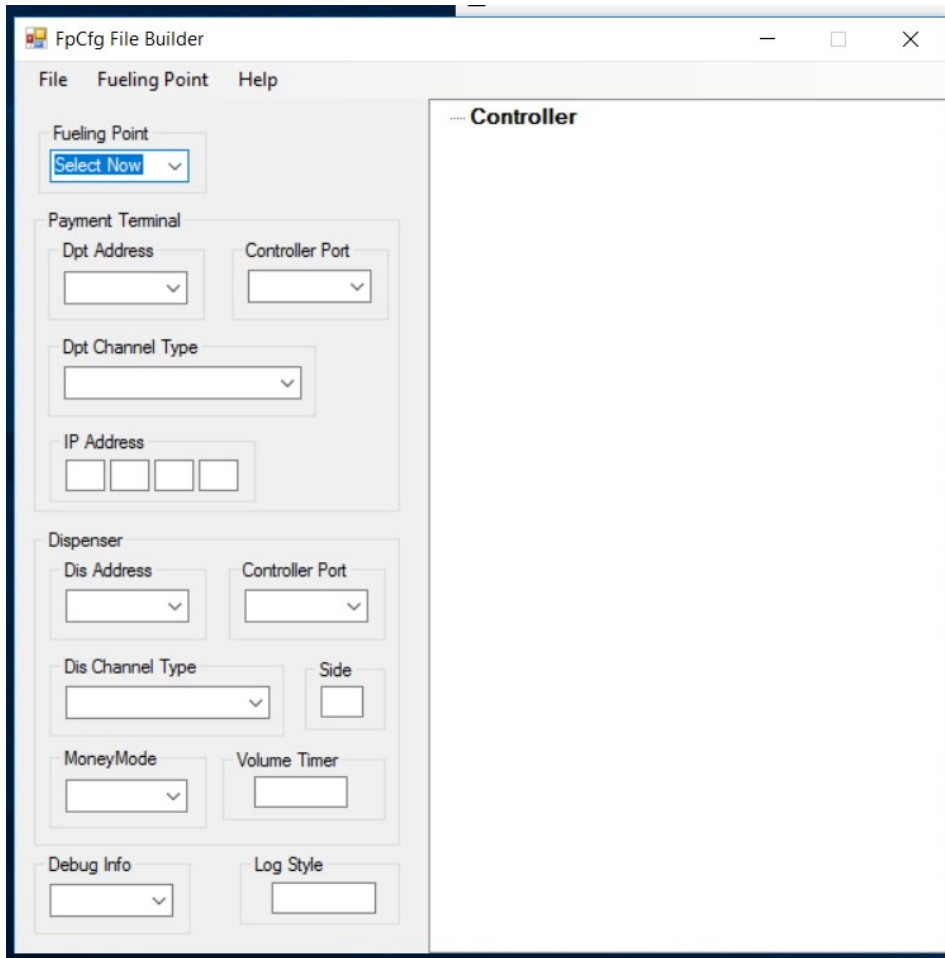 FpCfg File Builder
File Fueling Point Help
Controller
Fueling Point
Select Now
Payment Terminal
Dpt Address Controller Port
Dpt Channel Type
IP Address
Dispenser
Dis Address Controller Port
Dis Channel Type Side
MoneyMode Volume Timer
Debug Info Log Style